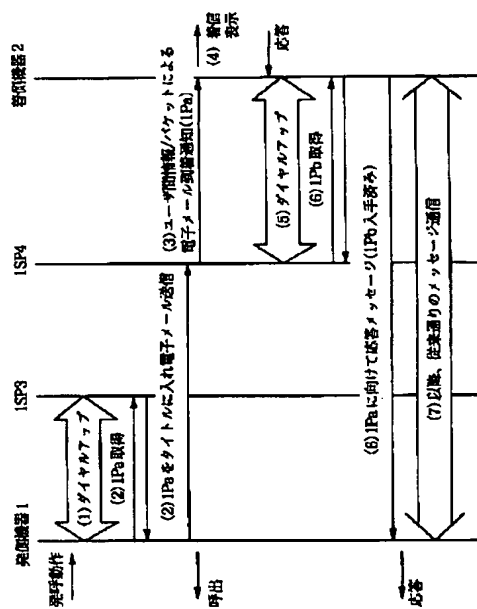 発側機器1
ISP3
ISP4
着側機器2
発呼動作
(1)ダイヤルアップ
(2)IPa取得
(2)IPaをタイトルに入れ電子メール送信
呼出
(3)ユーザ間情報/パケットによる
電子メール到着通知(IPa)
(4) 着信
表示
応答
(5)ダイヤルアップ
(6)IPb取得
(6)IPaに向けて応答メッセージ(IPb入手済み)
応答
(7)以降、従来通りのメッセージ通信